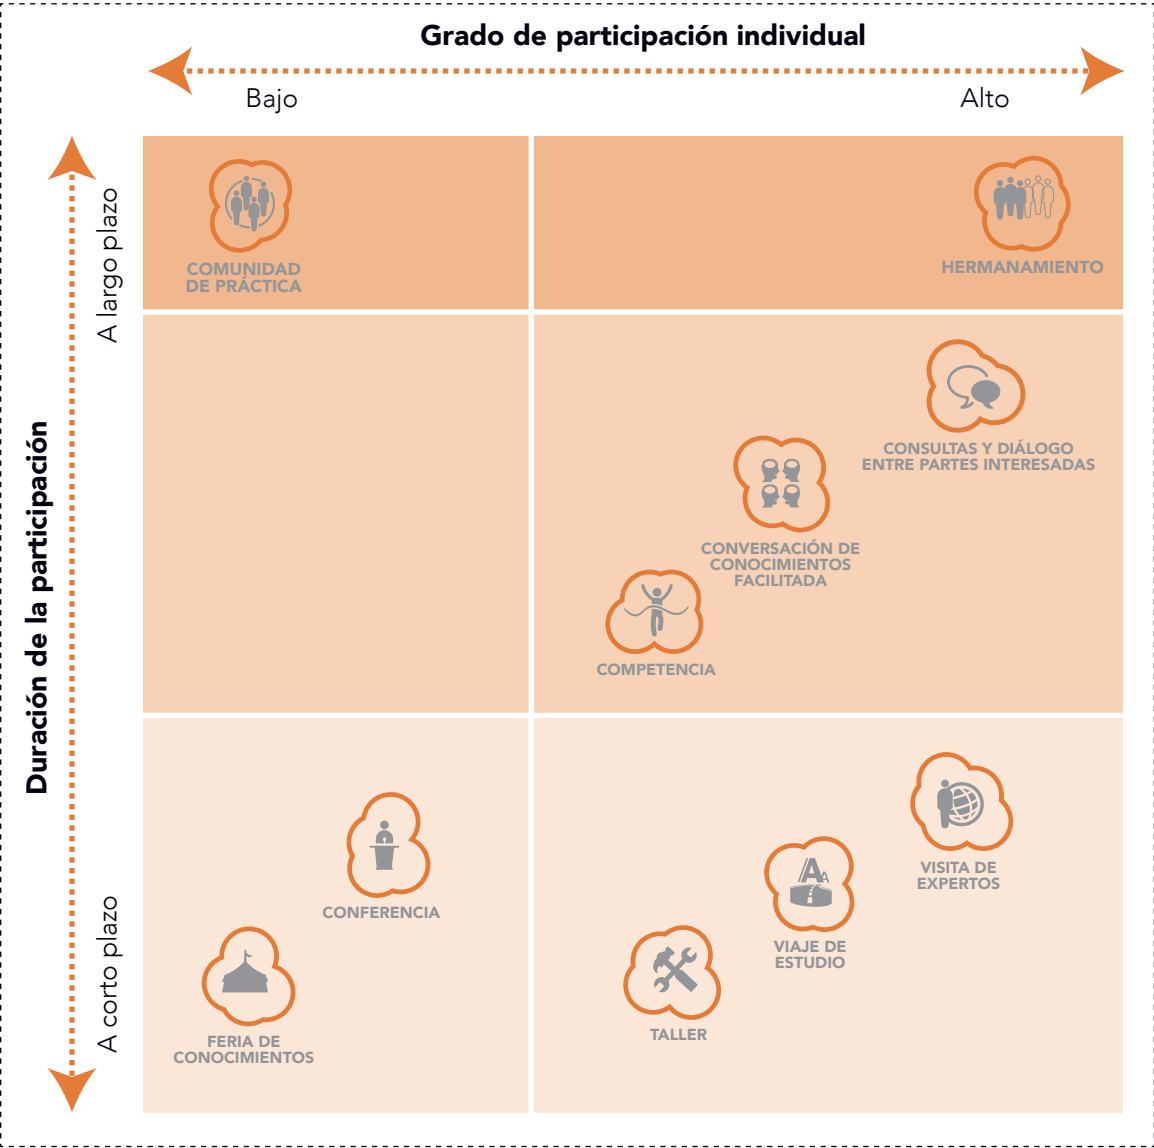 Grado de participación individual
Bajo
Alto
Duración de la participación
A largo plazo
A corto plazo
COMUNIDAD
DE PRÁCTICA
HERMANAMIENTO
CONSULTAS Y DIÁLOGO
ENTRE PARTES INTERESADAS
CONVERSACIÓN DE
CONOCIMIENTOS
FACILITADA
COMPETENCIA
VISITA DE
EXPERTOS
CONFERENCIA
VIAJE DE
ESTUDIO
TALLER
FERIA DE
CONOCIMIENTOS